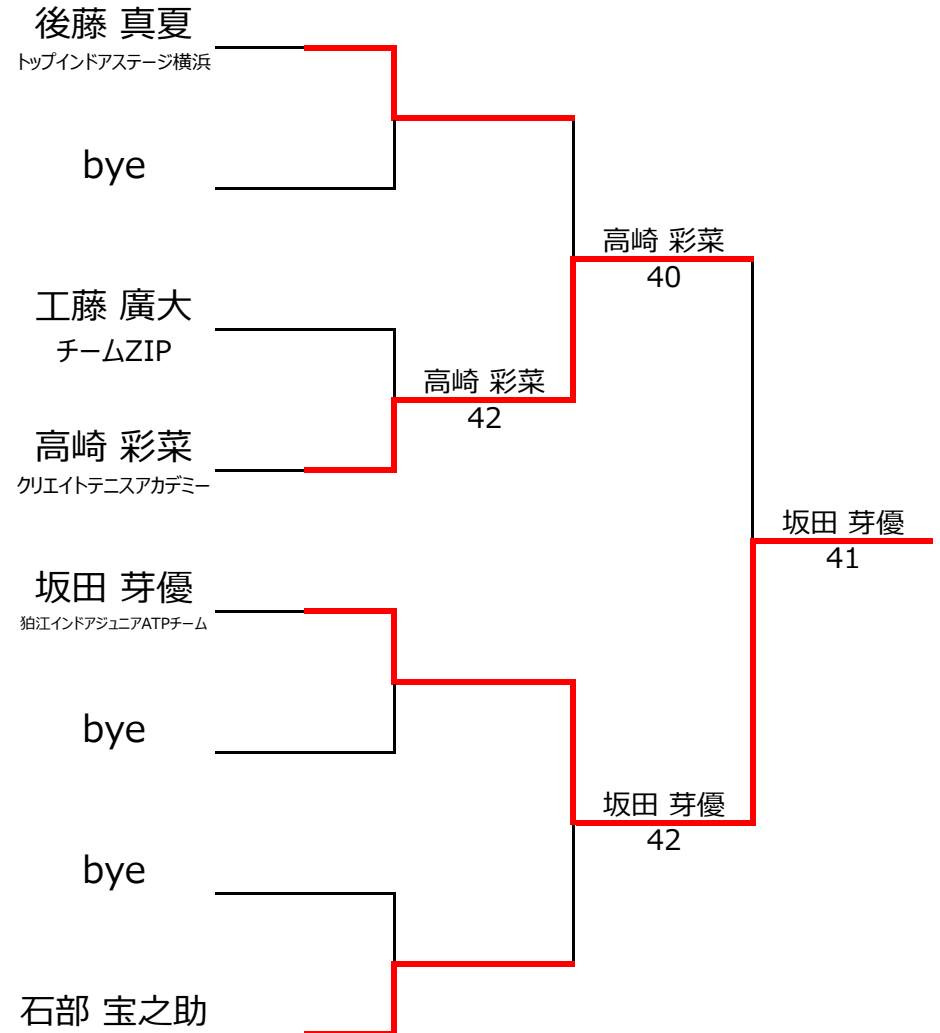 後藤 真夏
トップインドアステージ横浜
bye
高崎 彩菜
40
工藤 廣大
チームZIP
高崎 彩菜
42
高崎 彩菜
クリエイトテニスアカデミー
坂田 芽優
41
坂田 芽優
狛江インドアジュニアATPチーム
bye
坂田 芽優
42
bye
石部 宝之助